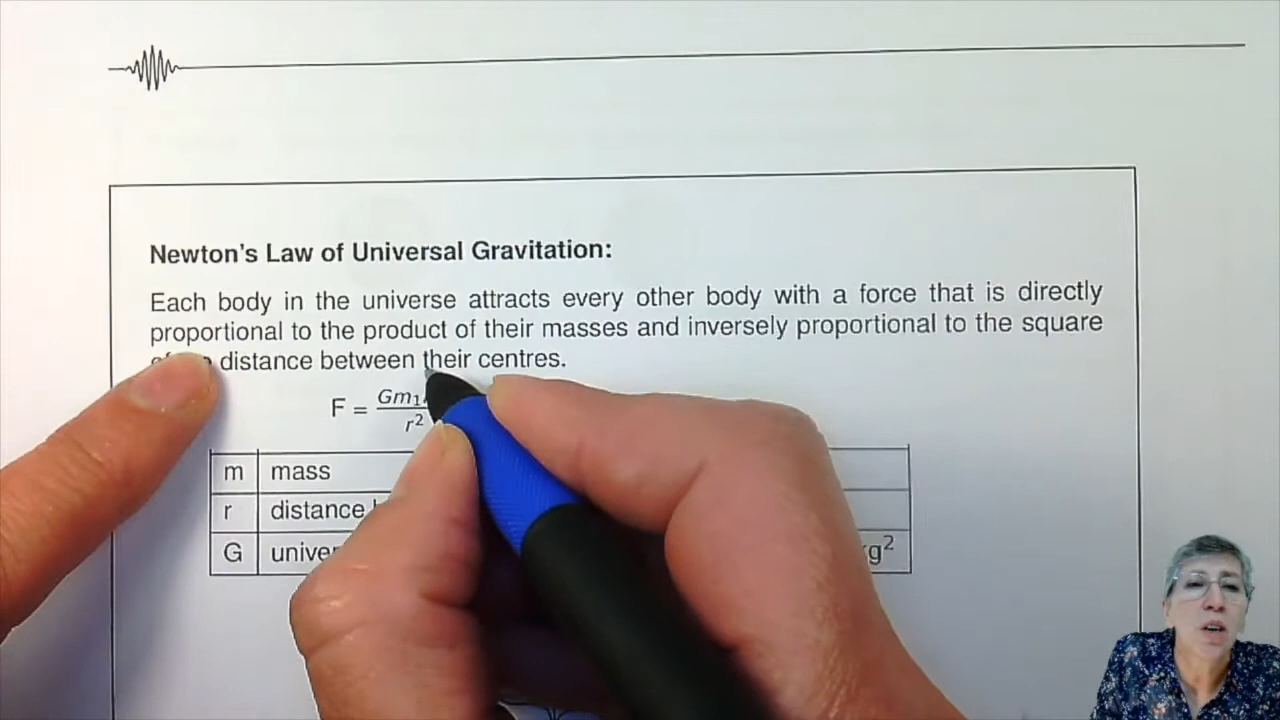 Newton's Law of Universal Gravitation:
Each body in the universe attracts every other body with a force that is directly
proportional to the product of their masses and inversely proportional to the square
distance between their centres.
F = Gm₁
r²
m mass
r distance
G